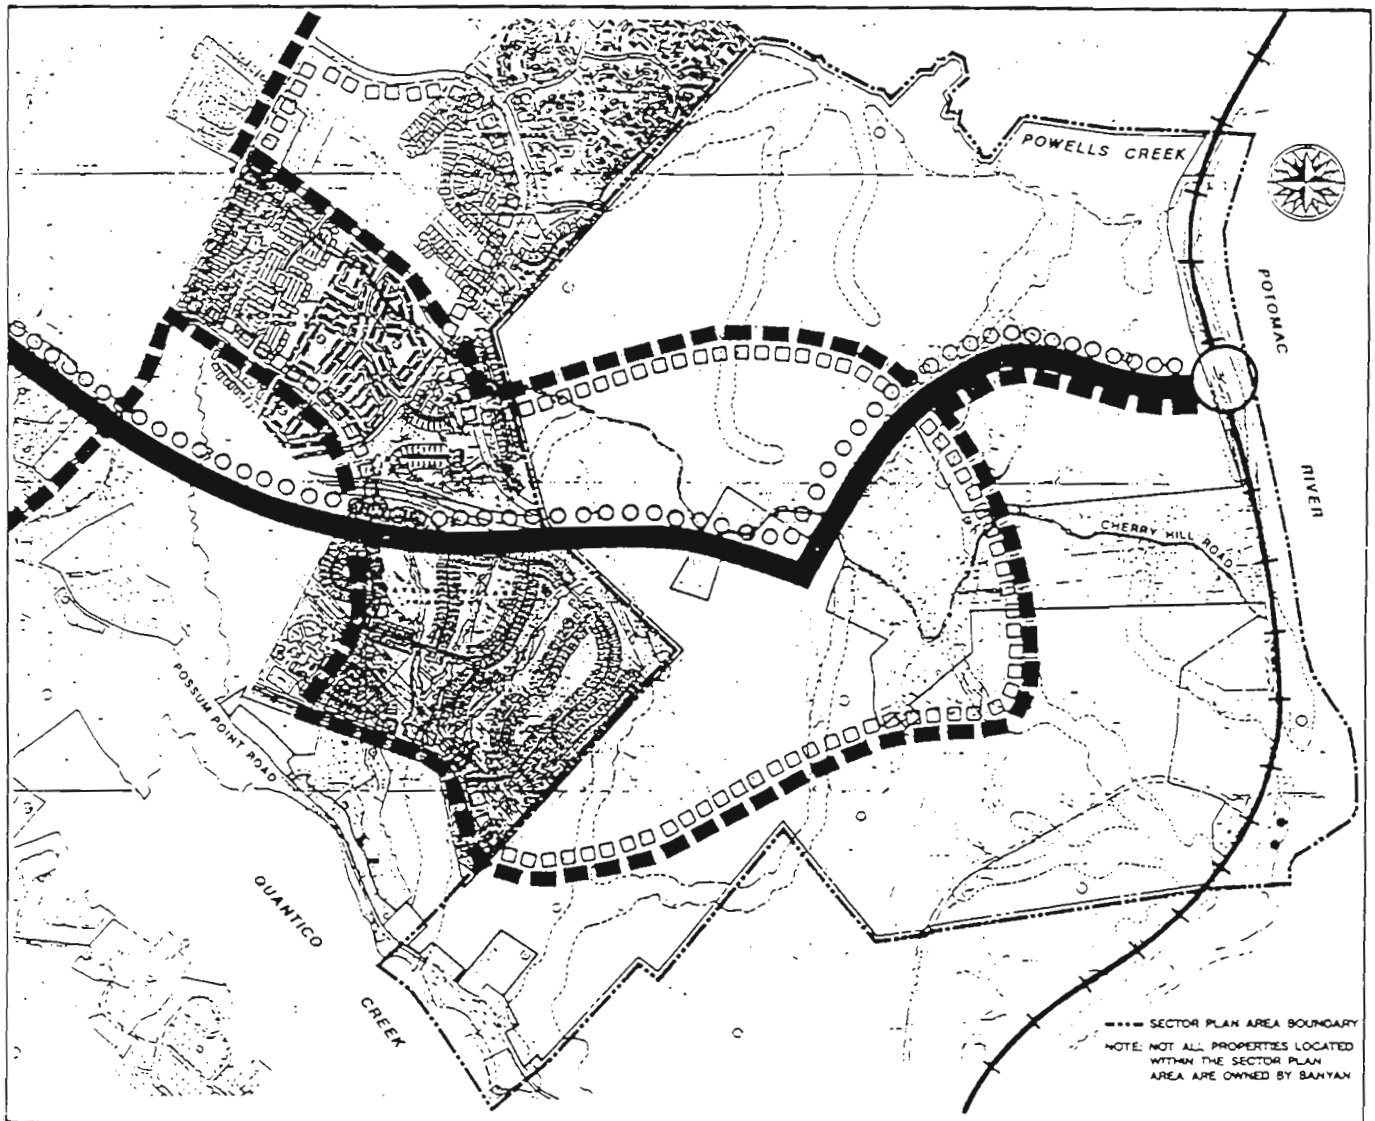 POWELLS CREEK
POTOMAC
RIVER
CHERRY HILL ROAD
POSSUM POINT ROAD
QUANTICO
CREEK
SECTOR PLAN AREA BOUNDARY
NOTE: NOT ALL PROPERTIES LOCATED
WITHIN THE SECTOR PLAN
AREA ARE OWNED BY BANYAN